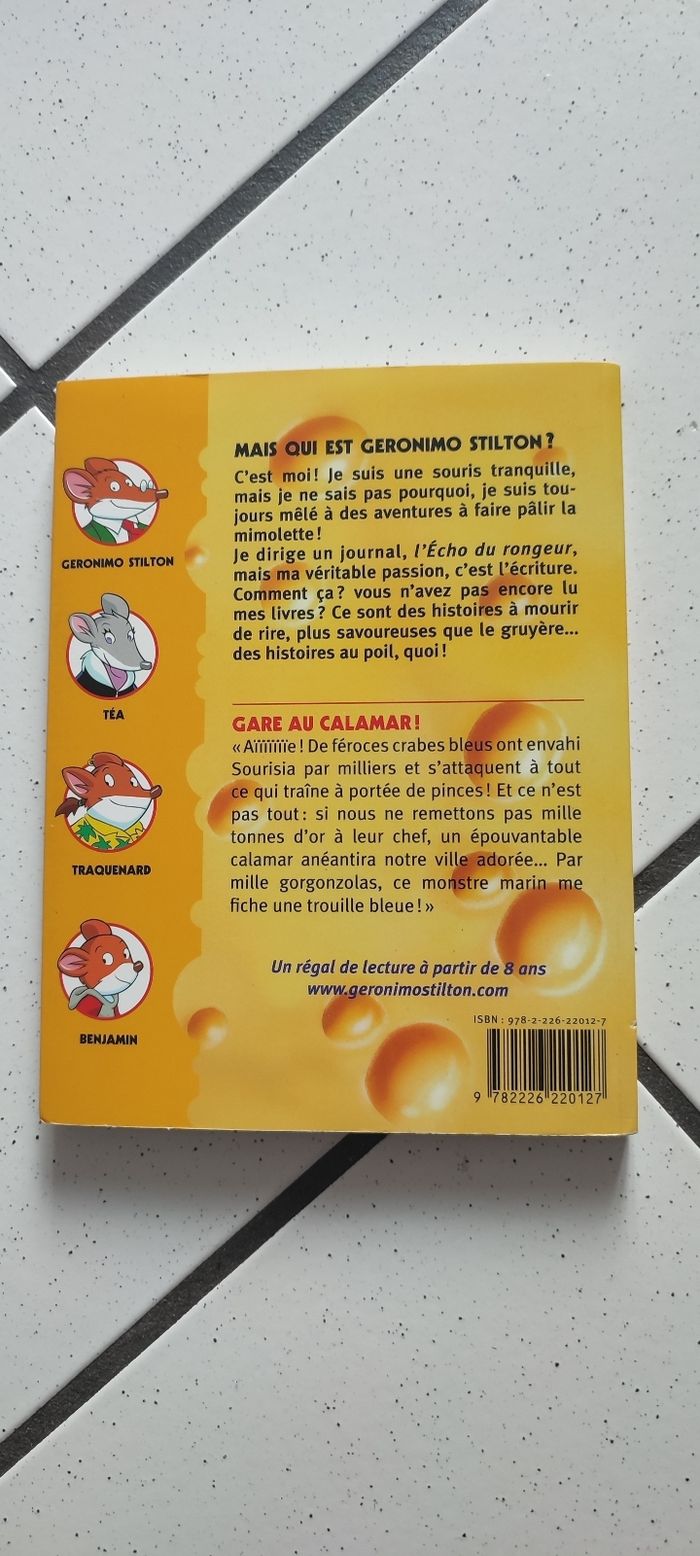 MAIS QUI EST GERONIMO STILTON ?
C'est moi ! Je suis une souris tranquille,
mais je ne sais pas pourquoi, je suis tou-
jours mêlé à des aventures à faire pâlir la
mimolette !
Je dirige un journal, l'Écho du rongeur,
mais ma véritable passion, c'est l'écriture.
Comment ça ? vous n'avez pas encore lu
mes livres ? Ce sont des histoires à mourir
de rire, plus savoureuses que le gruyère...
des histoires au poil, quoi !
GERONIMO STILTON
TÉA
TRAQUENARD
BENJAMIN
GARE AU CALAMAR !
« Aïïïïïïïe ! De féroces crabes bleus ont envahi
Sourisia par milliers et s'attaquent à tout
ce qui traîne à portée de pinces ! Et ce n'est
pas tout : si nous ne remettons pas mille
tonnes d'or à leur chef, un épouvantable
calamar anéantira notre ville adorée... Par
mille gorgonzolas, ce monstre marin me
fiche une trouille bleue ! »
Un régal de lecture à partir de 8 ans
www.geronimostilton.com
ISBN : 978-2-226-22012-7
9 782226 220127